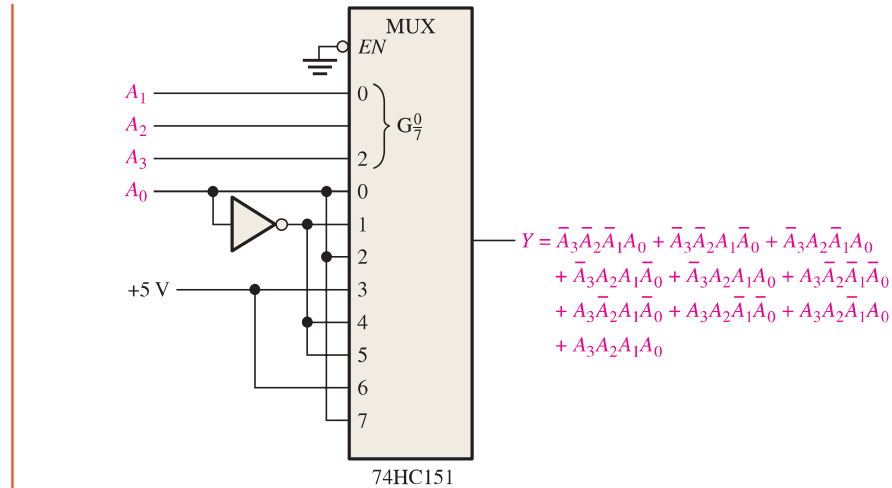 MUX
EN
A₁ 0
A₂ G 0/7
A₃ 2
A₀ 0
1
2
+5 V 3
4
5
6
7
Y = A̅₃A̅₂A̅₁A₀ + A̅₃A̅₂A₁A̅₀ + A̅₃A₂A̅₁A₀
+ A̅₃A₂A₁A̅₀ + A̅₃A₂A₁A₀ + A₃A̅₂A̅₁A̅₀
+ A₃A̅₂A₁A̅₀ + A₃A₂A̅₁A̅₀ + A₃A₂A̅₁A₀
+ A₃A₂A₁A₀
74HC151